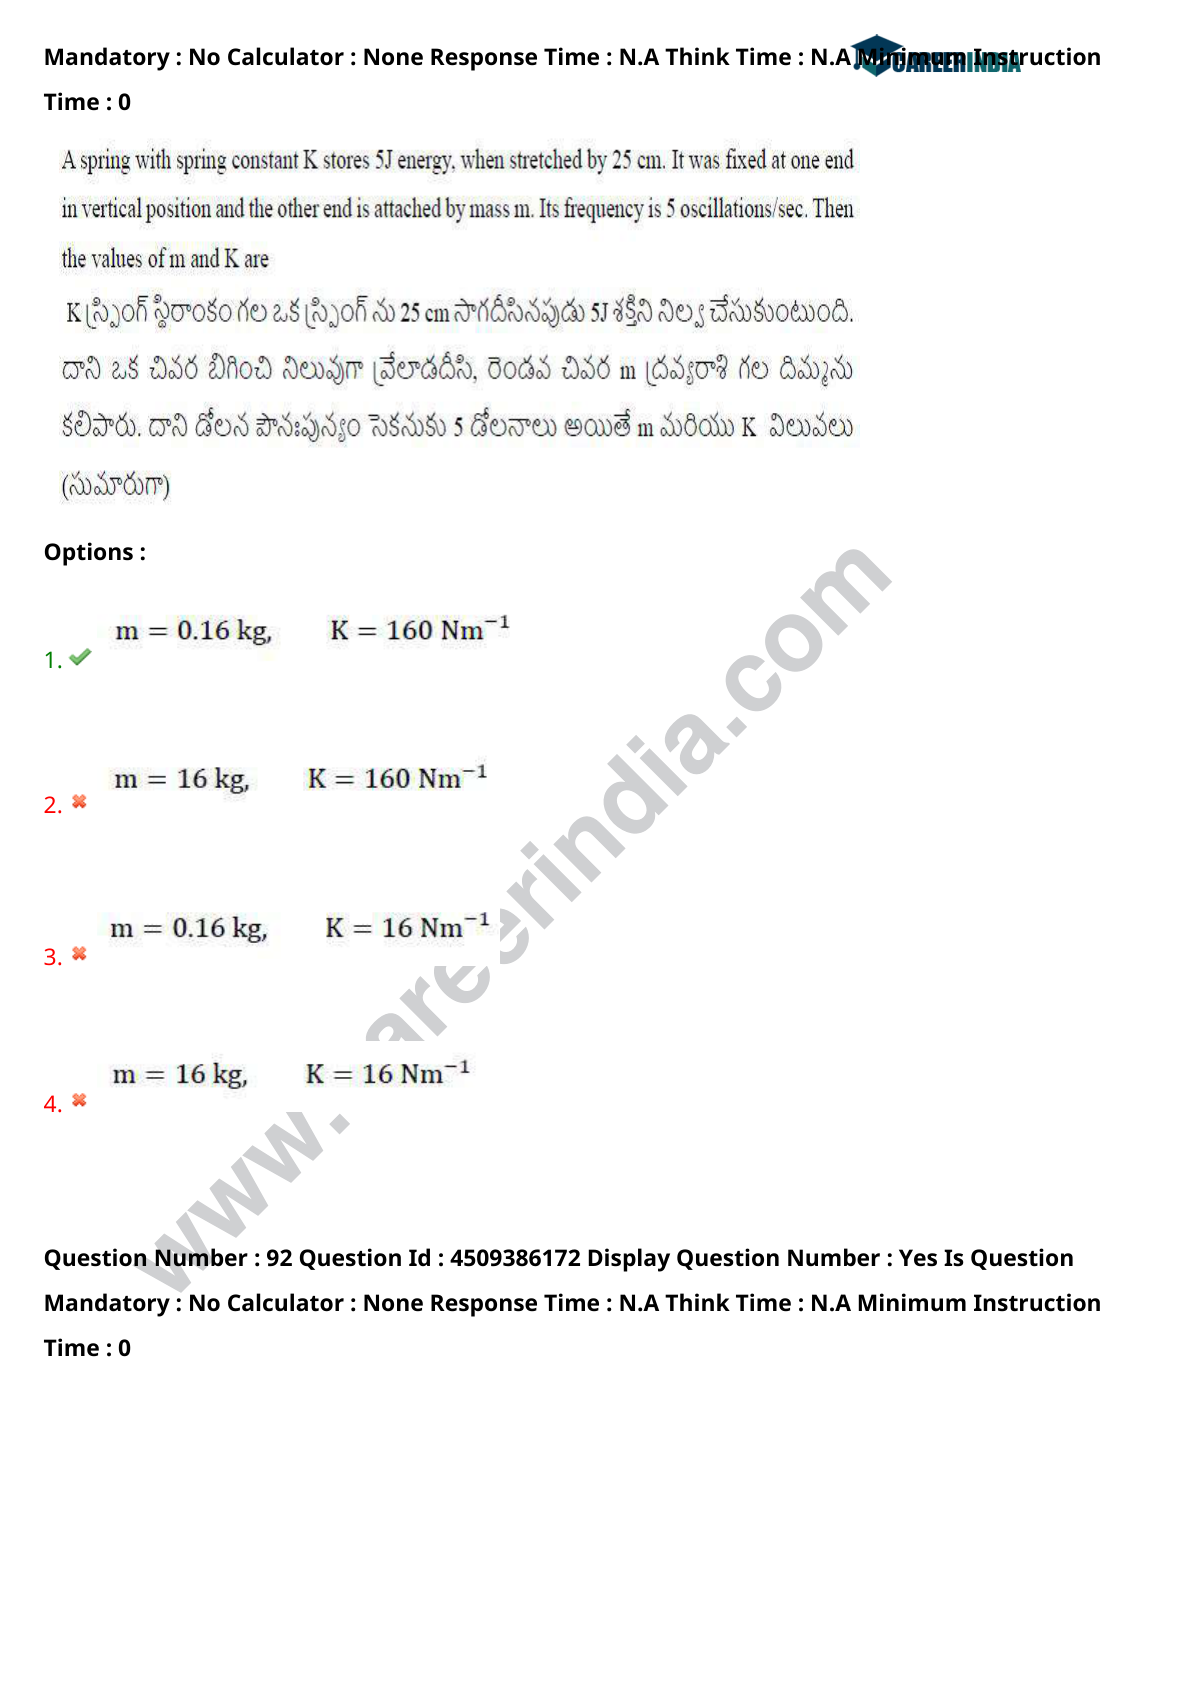 Mandatory : No Calculator : None Response Time : N.A Think Time : N.A Minimum Instruction
CAREERINDIA
Time : 0
A spring with spring constant K stores 5J energy, when stretched by 25 cm. It was fixed at one end
in vertical position and the other end is attached by mass m. Its frequency is 5 oscillations/sec. Then
the values of m and K are
K స్ప్రింగ్ స్థిరాంకం గల ఒక స్ప్రింగ్ ను 25 cm సాగదీసినపుడు 5J శక్తిని నిల్వ చేసుకుంటుంది.
దాని ఒక చివర బిగించి నిలువుగా వ్రేలాడదీసి, రెండవ చివర m ద్రవ్యరాశి గల దిమ్మను
కలిపారు. దాని డోలన పౌనఃపున్యం సెకనుకు 5 డోలనాలు అయితే m మరియు K విలువలు
(సుమారుగా)
Options :
1. m = 0.16 kg, K = 160 Nm⁻¹
2. m = 16 kg, K = 160 Nm⁻¹
3. m = 0.16 kg, K = 16 Nm⁻¹
4. m = 16 kg, K = 16 Nm⁻¹
www.careerindia.com
Question Number : 92 Question Id : 4509386172 Display Question Number : Yes Is Question
Mandatory : No Calculator : None Response Time : N.A Think Time : N.A Minimum Instruction
Time : 0